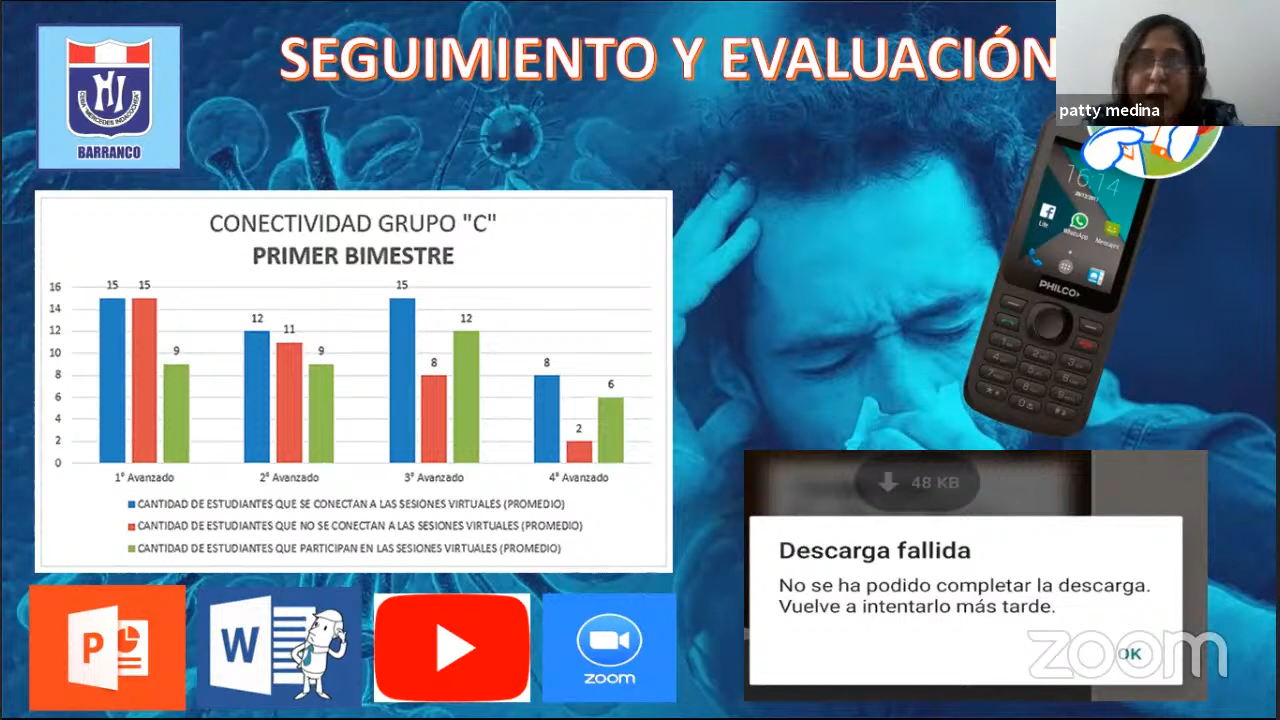 SEGUIMIENTO Y EVALUACIÓN
patty medina
BARRANCO
CONECTIVIDAD GRUPO "C"
PRIMER BIMESTRE
16
14
12
10
8
6
4
2
0
15 15 9
12 11 9
15 8 12
8 2 6
1° Avanzado 2° Avanzado 3° Avanzado 4° Avanzado
CANTIDAD DE ESTUDIANTES QUE SE CONECTAN A LAS SESIONES VIRTUALES (PROMEDIO)
CANTIDAD DE ESTUDIANTES QUE NO SE CONECTAN A LAS SESIONES VIRTUALES (PROMEDIO)
CANTIDAD DE ESTUDIANTES QUE PARTICIPAN EN LAS SESIONES VIRTUALES (PROMEDIO)
16:14
Lite
WhatsApp
PHILCO
48 KB
Descarga fallida
No se ha podido completar la descarga.
Vuelve a intentarlo más tarde.
OK
zoom
P
W
zoom